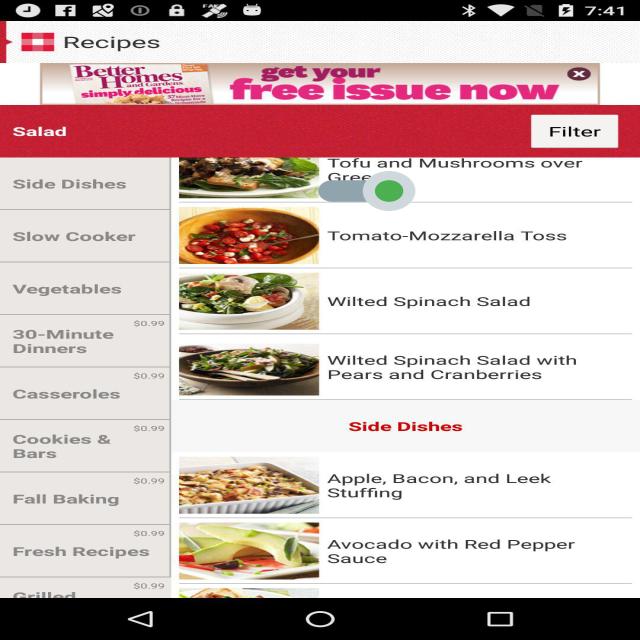 7:41
Recipes
Better Homes and Gardens
simply delicious
get your
free issue now
Salad
Filter
Side Dishes
Slow Cooker
Vegetables
$0.99
30-Minute
Dinners
$0.99
Casseroles
$0.99
Cookies &
Bars
$0.99
Fall Baking
$0.99
Fresh Recipes
$0.99
Grilled
Tofu and Mushrooms over
Tomato-Mozzarella Toss
Wilted Spinach Salad
Wilted Spinach Salad with
Pears and Cranberries
Side Dishes
Apple, Bacon, and Leek
Stuffing
Avocado with Red Pepper
Sauce